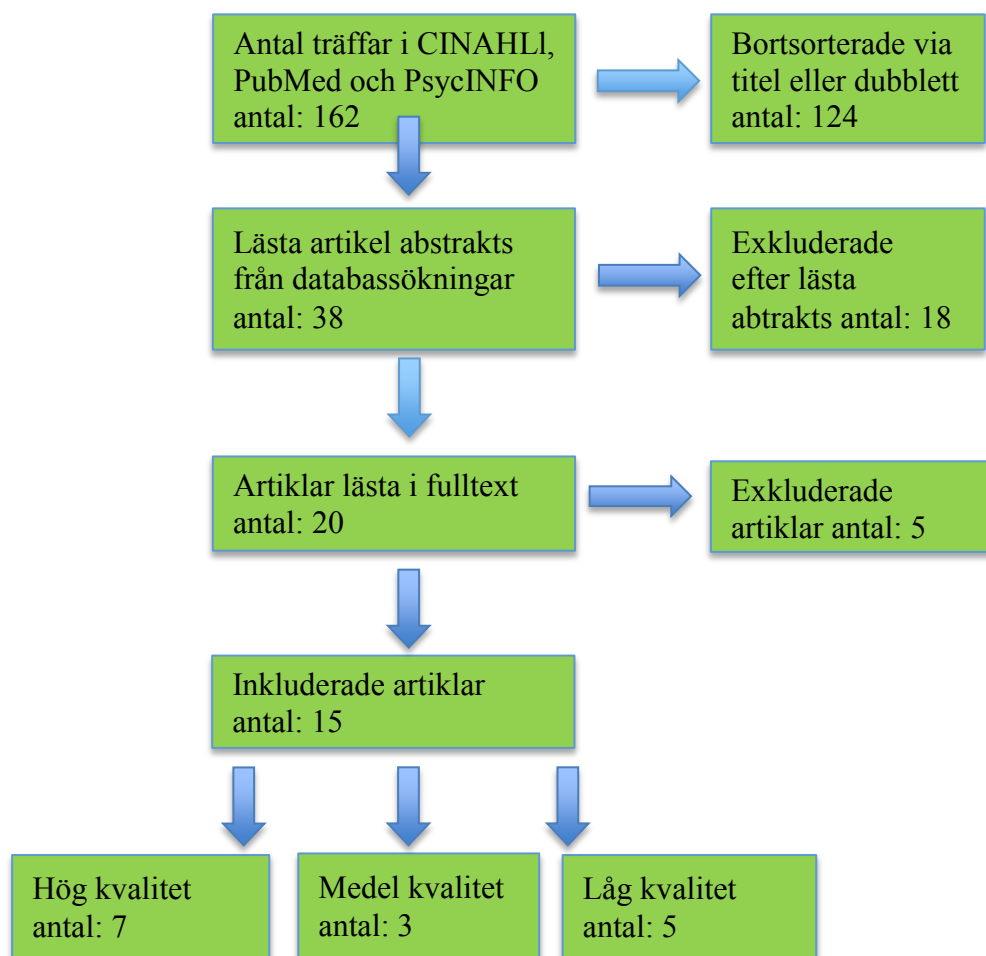 Antal träffar i CINAHLl,
PubMed och PsycINFO
antal: 162
Bortsorterade via
titel eller dubblett
antal: 124
Lästa artikel abstrakts
från databassökningar
antal: 38
Exkluderade
efter lästa
abtrakts antal: 18
Artiklar lästa i fulltext
antal: 20
Exkluderade
artiklar antal: 5
Inkluderade artiklar
antal: 15
Hög kvalitet
antal: 7
Medel kvalitet
antal: 3
Låg kvalitet
antal: 5